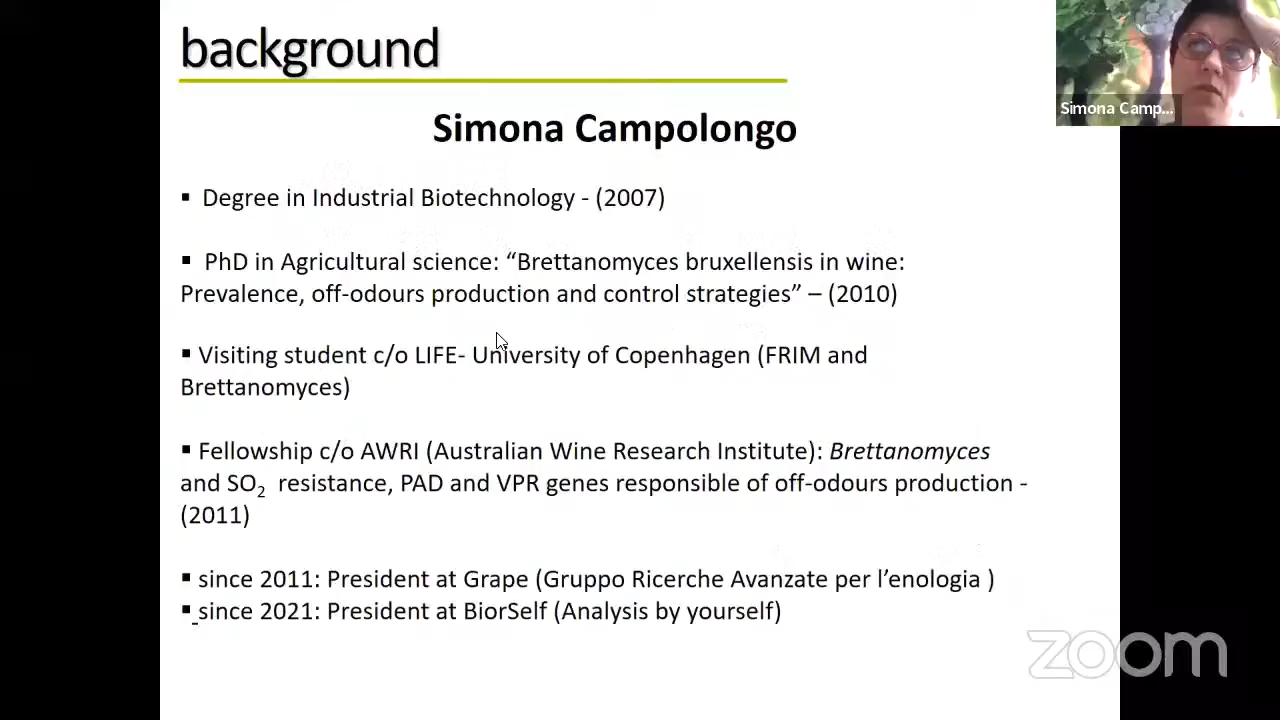 background
Simona Camp...
Simona Campolongo
▪ Degree in Industrial Biotechnology - (2007)
▪ PhD in Agricultural science: “Brettanomyces bruxellensis in wine:
Prevalence, off-odours production and control strategies” – (2010)
▪ Visiting student c/o LIFE- University of Copenhagen (FRIM and
Brettanomyces)
▪ Fellowship c/o AWRI (Australian Wine Research Institute): Brettanomyces
and SO₂ resistance, PAD and VPR genes responsible of off-odours production -
(2011)
▪ since 2011: President at Grape (Gruppo Ricerche Avanzate per l’enologia )
▪ since 2021: President at BiorSelf (Analysis by yourself)
zoom